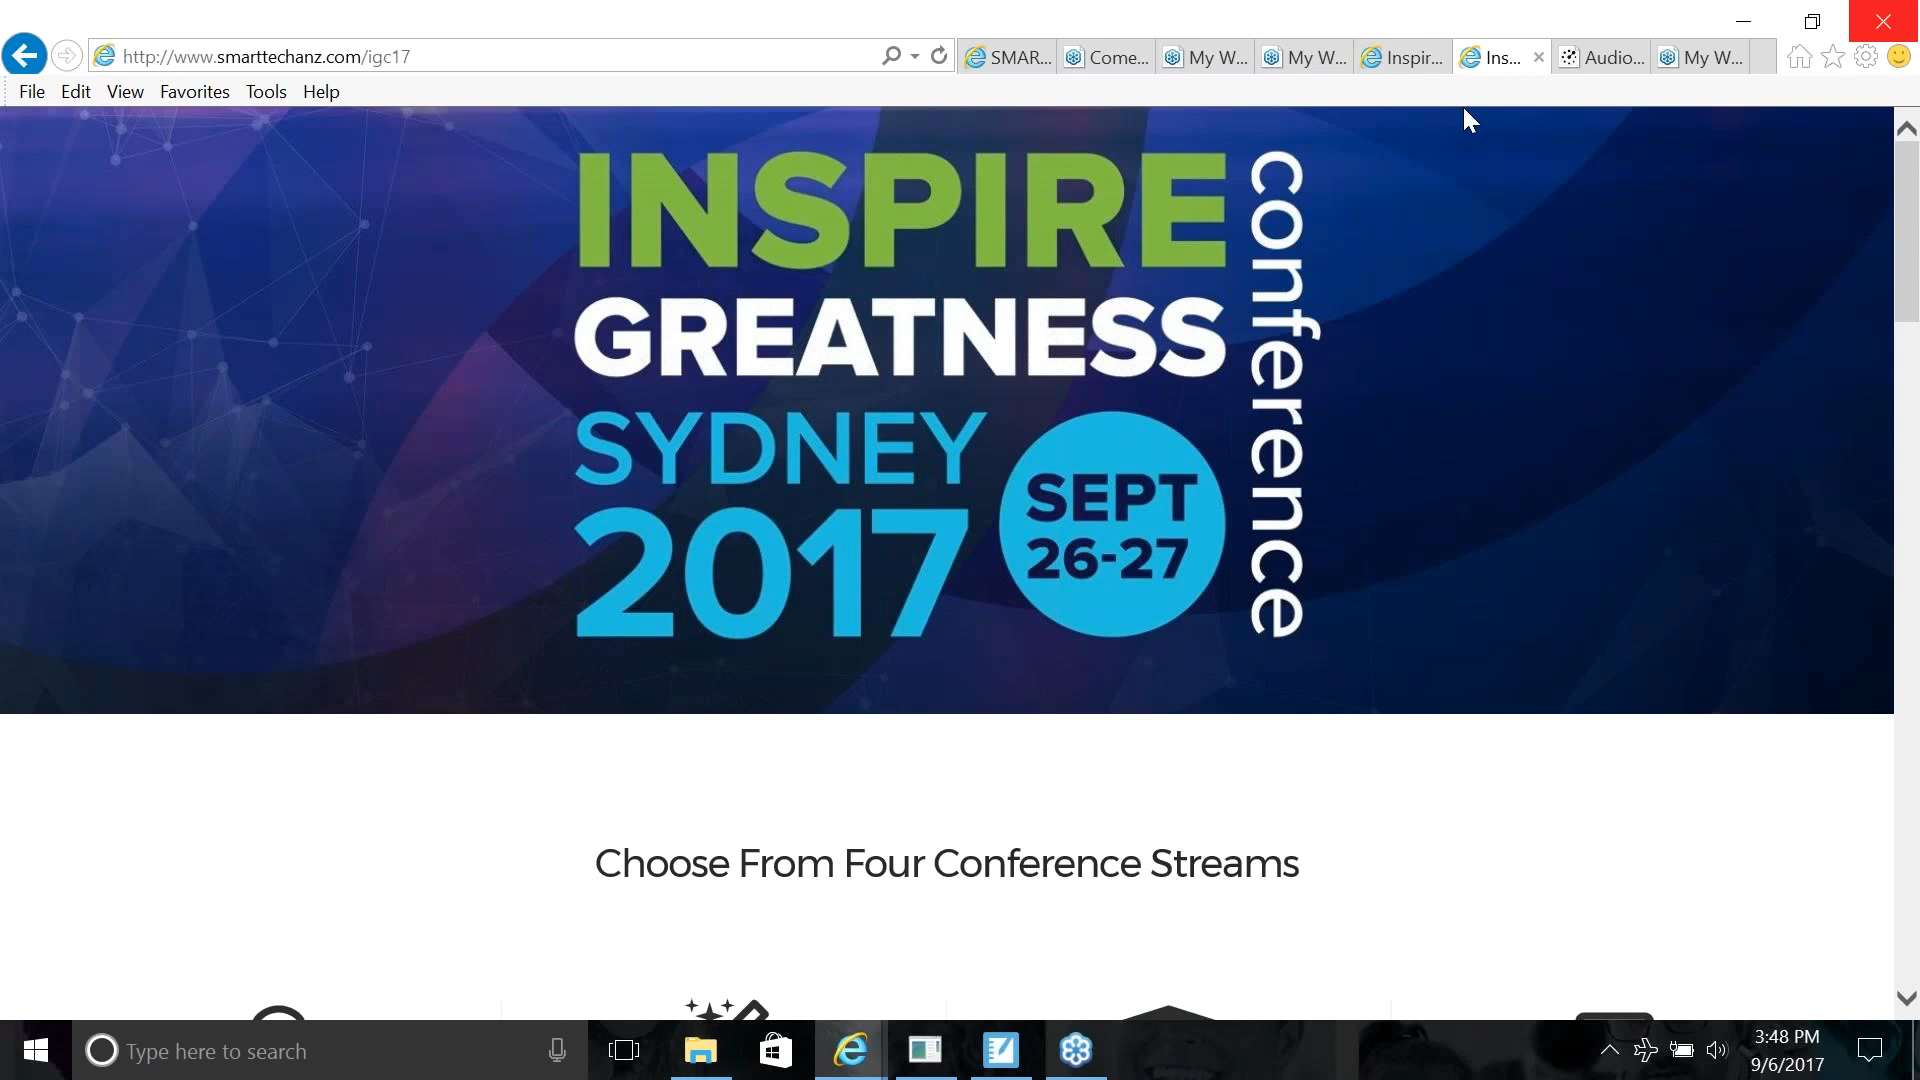 http://www.smarttechanz.com/igc17
SMAR...
Come...
My W...
My W...
Inspir...
Ins...
Audio...
My W...
File Edit View Favorites Tools Help
INSPIRE
GREATNESS
SYDNEY
2017
SEPT
26-27
conference
Choose From Four Conference Streams
Type here to search
3:48 PM
9/6/2017